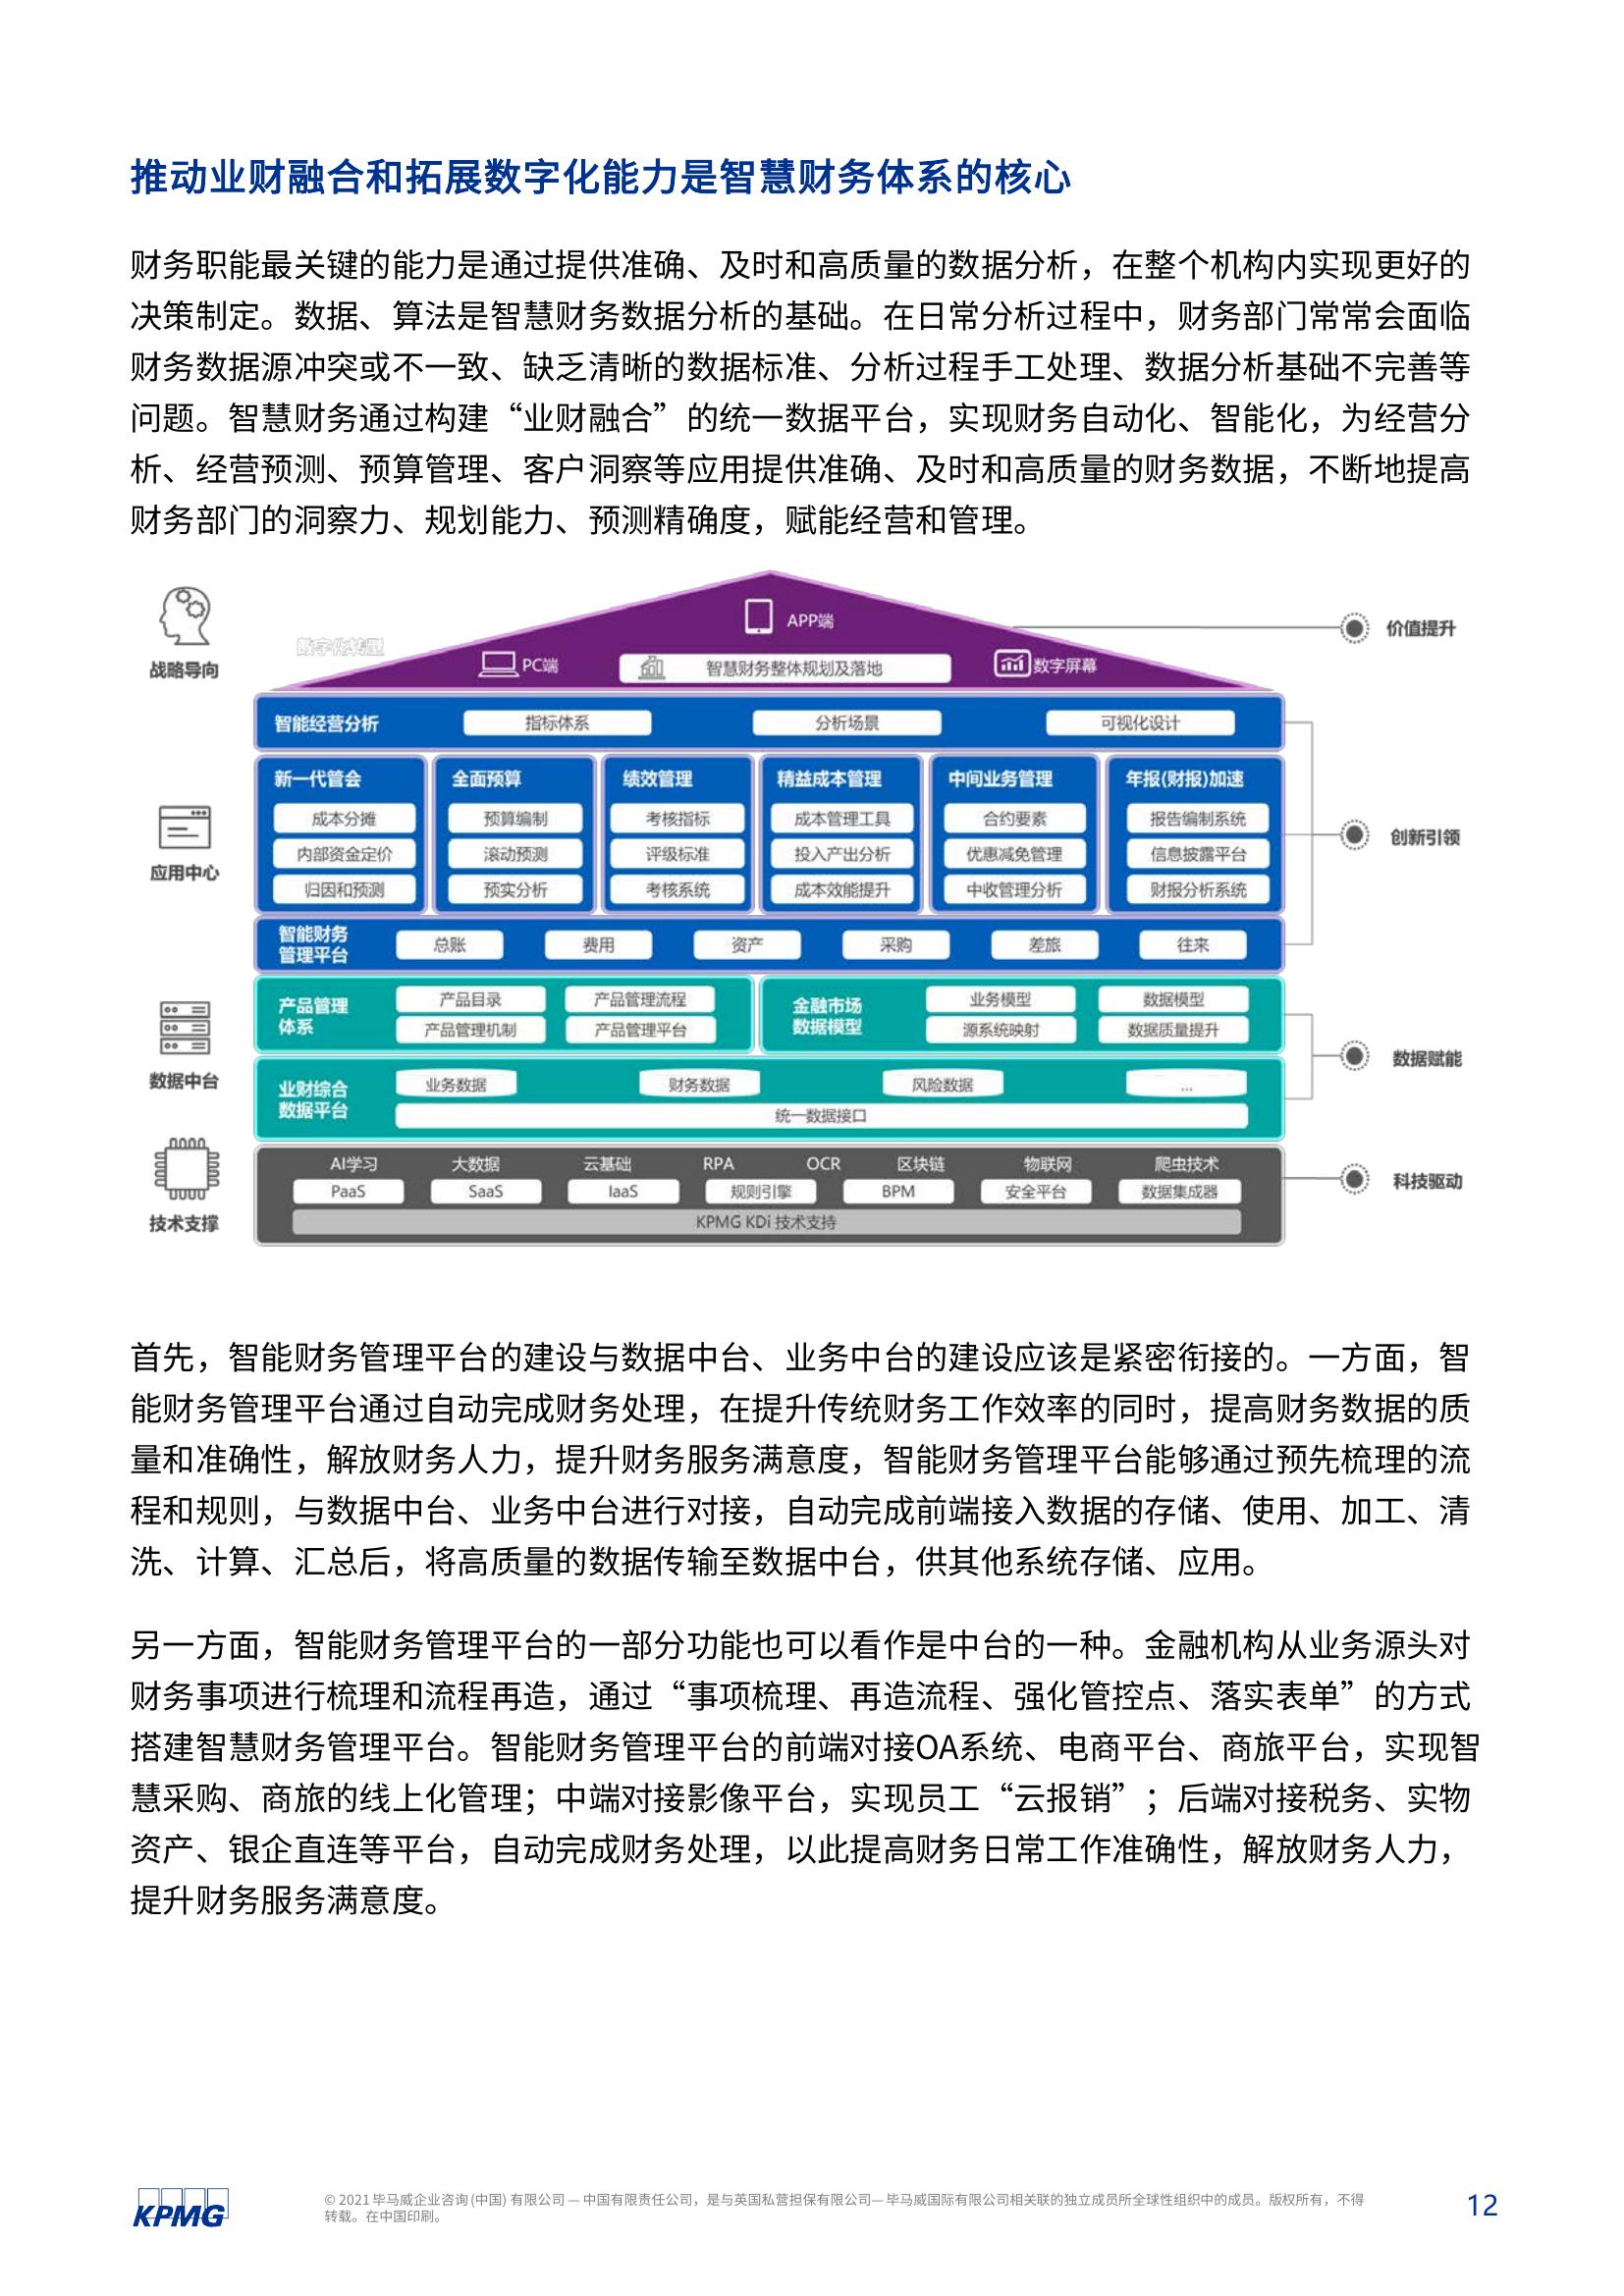 推动业财融合和拓展数字化能力是智慧财务体系的核心
财务职能最关键的能力是通过提供准确、及时和高质量的数据分析，在整个机构内实现更好的
决策制定。数据、算法是智慧财务数据分析的基础。在日常分析过程中，财务部门常常会面临
财务数据源冲突或不一致、缺乏清晰的数据标准、分析过程手工处理、数据分析基础不完善等
问题。智慧财务通过构建“业财融合”的统一数据平台，实现财务自动化、智能化，为经营分
析、经营预测、预算管理、客户洞察等应用提供准确、及时和高质量的财务数据，不断地提高
财务部门的洞察力、规划能力、预测精确度，赋能经营和管理。
战略导向
数字化转型
APP端
PC端
智慧财务整体规划及落地
数字屏幕
价值提升
智能经营分析
指标体系
分析场景
可视化设计
应用中心
新一代管会
成本分摊
内部资金定价
归因和预测
全面预算
预算编制
滚动预测
预实分析
绩效管理
考核指标
评级标准
考核系统
精益成本管理
成本管理工具
投入产出分析
成本效能提升
中间业务管理
合约要素
优惠减免管理
中收管理分析
年报(财报)加速
报告编制系统
信息披露平台
财报分析系统
创新引领
智能财务
管理平台
总账
费用
资产
采购
差旅
往来
数据中台
产品管理
体系
产品目录
产品管理流程
产品管理机制
产品管理平台
金融市场
数据模型
业务模型
数据模型
源系统映射
数据质量提升
数据赋能
业财综合
数据平台
业务数据
财务数据
风险数据
...
统一数据接口
技术支撑
AI学习
大数据
云基础
RPA
OCR
区块链
物联网
爬虫技术
PaaS
SaaS
IaaS
规则引擎
BPM
安全平台
数据集成器
KPMG KDi 技术支持
科技驱动
首先，智能财务管理平台的建设与数据中台、业务中台的建设应该是紧密衔接的。一方面，智
能财务管理平台通过自动完成财务处理，在提升传统财务工作效率的同时，提高财务数据的质
量和准确性，解放财务人力，提升财务服务满意度，智能财务管理平台能够通过预先梳理的流
程和规则，与数据中台、业务中台进行对接，自动完成前端接入数据的存储、使用、加工、清
洗、计算、汇总后，将高质量的数据传输至数据中台，供其他系统存储、应用。
另一方面，智能财务管理平台的一部分功能也可以看作是中台的一种。金融机构从业务源头对
财务事项进行梳理和流程再造，通过“事项梳理、再造流程、强化管控点、落实表单”的方式
搭建智慧财务管理平台。智能财务管理平台的前端对接OA系统、电商平台、商旅平台，实现智
慧采购、商旅的线上化管理；中端对接影像平台，实现员工“云报销”；后端对接税务、实物
资产、银企直连等平台，自动完成财务处理，以此提高财务日常工作准确性，解放财务人力，
提升财务服务满意度。
KPMG
© 2021 毕马威企业咨询 (中国) 有限公司 — 中国有限责任公司，是与英国私营担保有限公司— 毕马威国际有限公司相关联的独立成员所全球性组织中的成员。版权所有，不得
转载。在中国印刷。
12